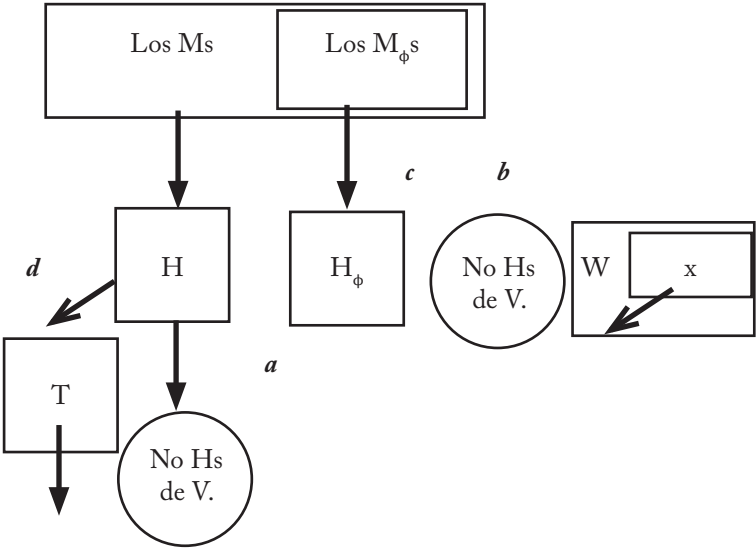 Los Ms Los Mϕs
c b
d H Hϕ No Hs de V. W x
a
T No Hs de V.